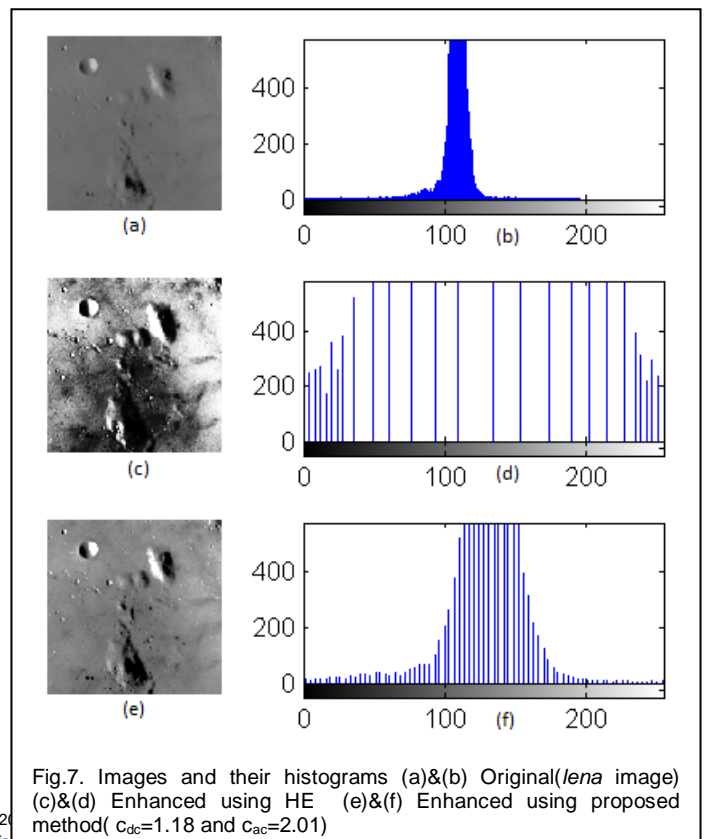 400
200
0
(a)
0 100 (b) 200
400
200
0
(c)
0 100 (d) 200
400
200
0
(e)
0 100 (f) 200
Fig.7. Images and their histograms (a)&(b) Original(lena image)
(c)&(d) Enhanced using HE (e)&(f) Enhanced using proposed
method( cdc=1.18 and cac=2.01)